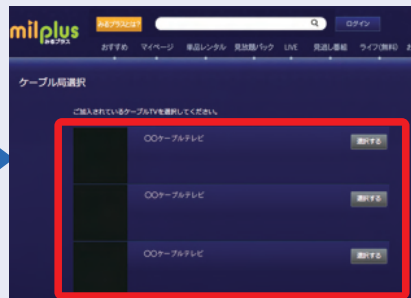 milplus
みるプラス
みるプラスとは?
ログイン
おすすめ マイページ 単品レンタル 見放題パック LIVE 見逃し番組 ライフ(無料)
ケーブル局選択
ご加入されているケーブルTVを選択してください。
〇〇ケーブルテレビ
選択する
〇〇ケーブルテレビ
選択する
〇〇ケーブルテレビ
選択する